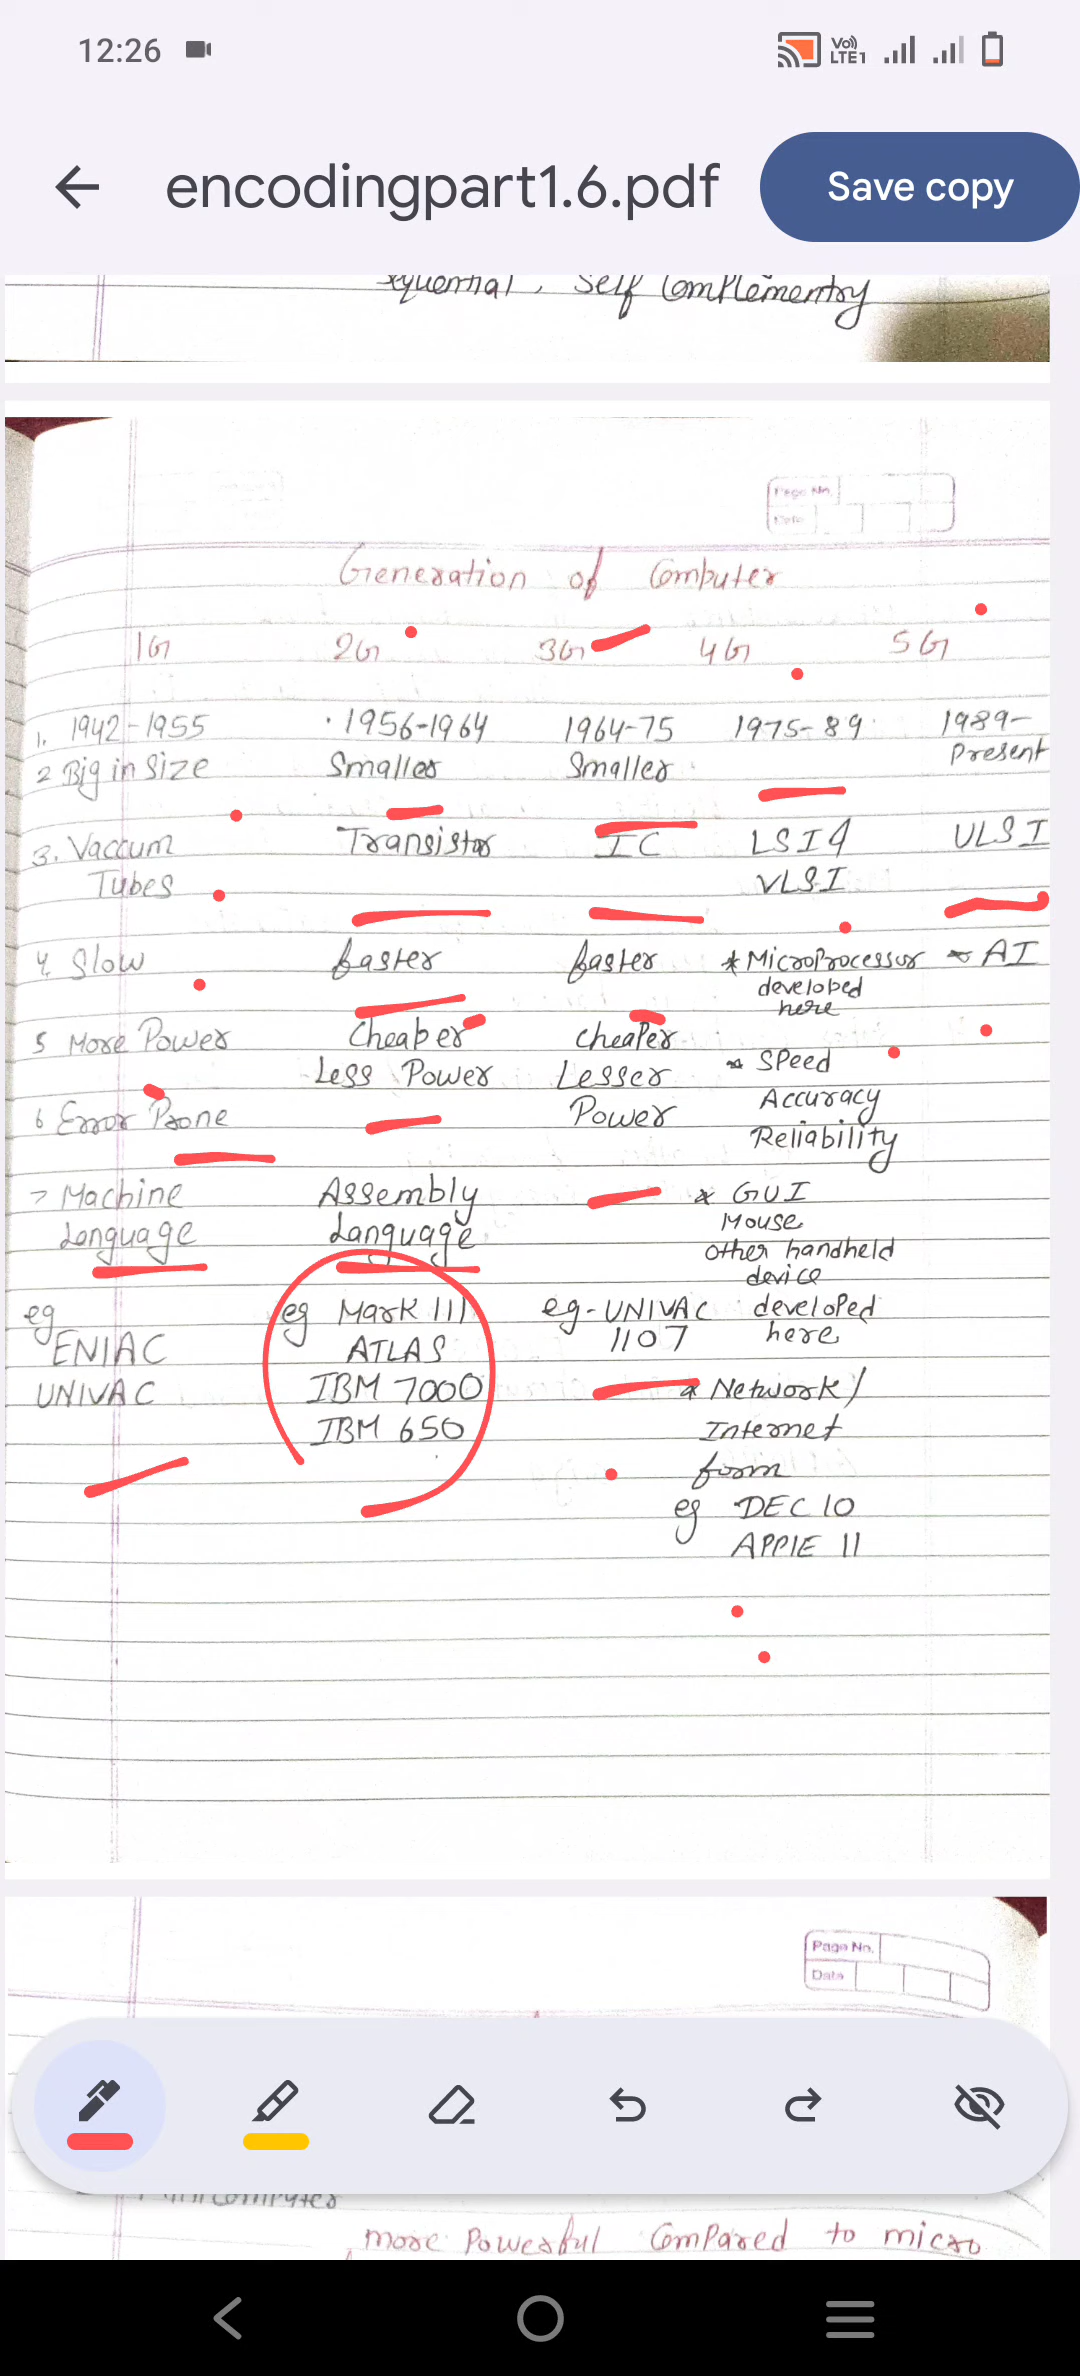 12:26
Vo)) LTE1
encodingpart1.6.pdf
Save copy
Self Complementry
Page No.
Date
Generation of Computer
1G 2G 3G 4G 5G
1. 1942-1955 1956-1964 1964-75 1975-89 1989-
Present
2 Big in Size Smaller Smaller
3. Vaccum Transistor IC LSI & ULSI
Tubes VLSI
4. Slow faster faster * MicroProcessor * AI
developed
here
5 More Power Cheaper cheaper
Less Power Lesser * SPeed
Power Accuracy
6 Error Prone Reliability
7 Machine Assembly * GUI
Language Language Mouse
other handheld
device
eg eg Mark III eg-UNIVAC developed
ENIAC ATLAS 1107 here
UNIVAC IBM 7000 * Network/
IBM 650 Internet
form
eg DEC 10
APPlE 11
Page No.
Date
more Powerful Compared to micro